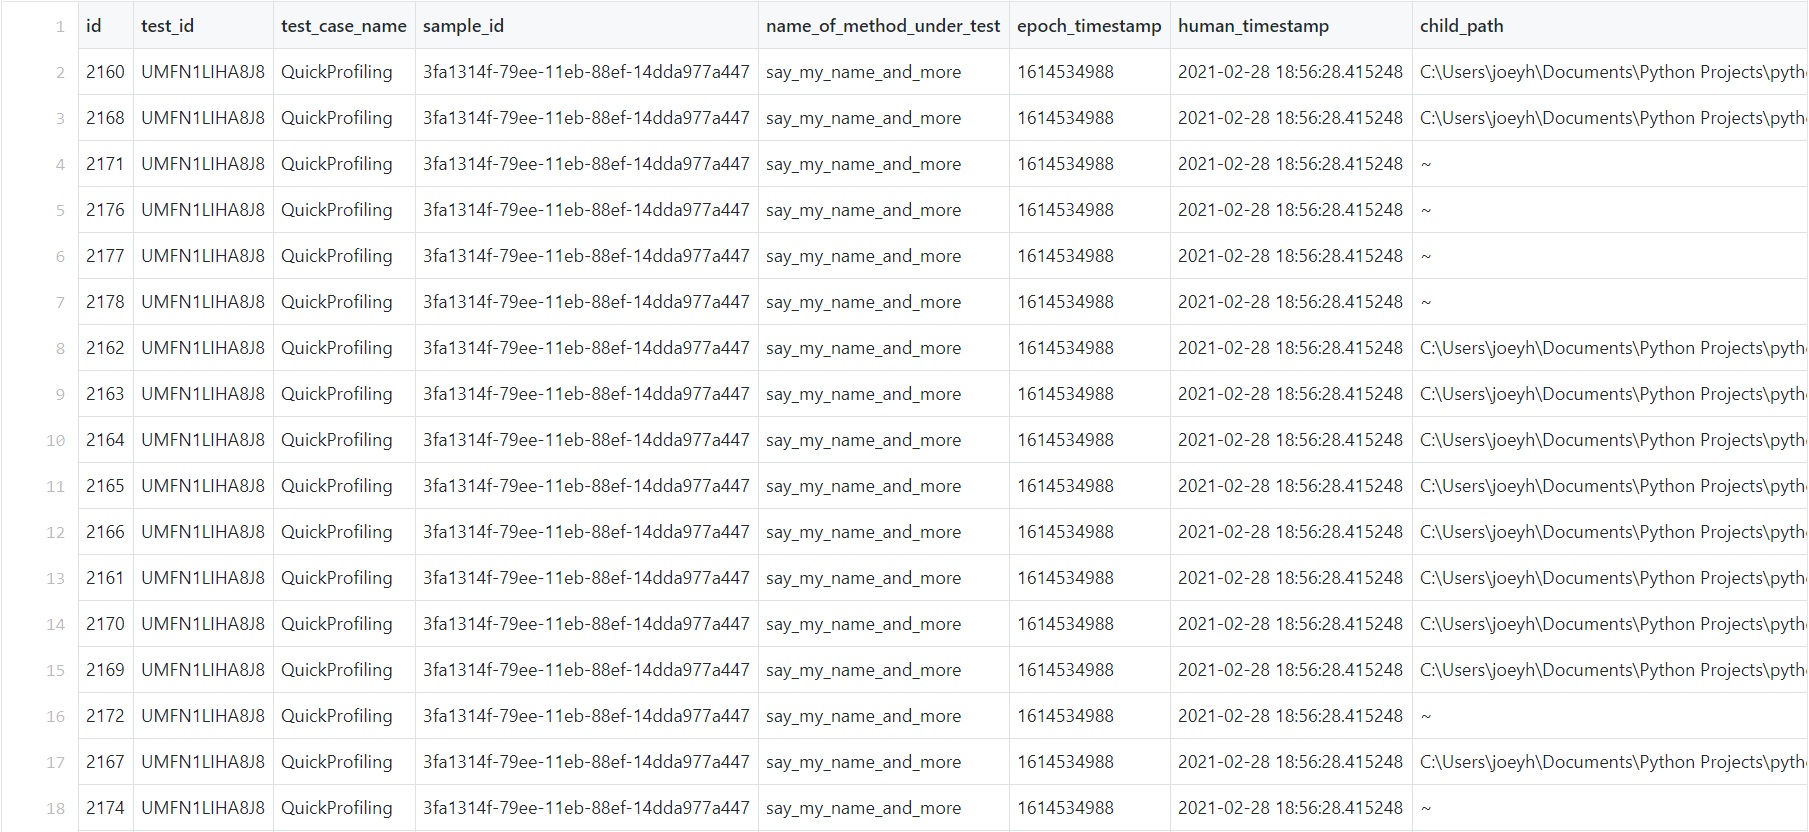 1 id test_id test_case_name sample_id name_of_method_under_test epoch_timestamp human_timestamp child_path
2 2160 UMFN1LIHA8J8 QuickProfiling 3fa1314f-79ee-11eb-88ef-14dda977a447 say_my_name_and_more 1614534988 2021-02-28 18:56:28.415248 C:\Users\joeyh\Documents\Python Projects\pyth
3 2168 UMFN1LIHA8J8 QuickProfiling 3fa1314f-79ee-11eb-88ef-14dda977a447 say_my_name_and_more 1614534988 2021-02-28 18:56:28.415248 C:\Users\joeyh\Documents\Python Projects\pyth
4 2171 UMFN1LIHA8J8 QuickProfiling 3fa1314f-79ee-11eb-88ef-14dda977a447 say_my_name_and_more 1614534988 2021-02-28 18:56:28.415248 ~
5 2176 UMFN1LIHA8J8 QuickProfiling 3fa1314f-79ee-11eb-88ef-14dda977a447 say_my_name_and_more 1614534988 2021-02-28 18:56:28.415248 ~
6 2177 UMFN1LIHA8J8 QuickProfiling 3fa1314f-79ee-11eb-88ef-14dda977a447 say_my_name_and_more 1614534988 2021-02-28 18:56:28.415248 ~
7 2178 UMFN1LIHA8J8 QuickProfiling 3fa1314f-79ee-11eb-88ef-14dda977a447 say_my_name_and_more 1614534988 2021-02-28 18:56:28.415248 ~
8 2162 UMFN1LIHA8J8 QuickProfiling 3fa1314f-79ee-11eb-88ef-14dda977a447 say_my_name_and_more 1614534988 2021-02-28 18:56:28.415248 C:\Users\joeyh\Documents\Python Projects\pyth
9 2163 UMFN1LIHA8J8 QuickProfiling 3fa1314f-79ee-11eb-88ef-14dda977a447 say_my_name_and_more 1614534988 2021-02-28 18:56:28.415248 C:\Users\joeyh\Documents\Python Projects\pyth
10 2164 UMFN1LIHA8J8 QuickProfiling 3fa1314f-79ee-11eb-88ef-14dda977a447 say_my_name_and_more 1614534988 2021-02-28 18:56:28.415248 C:\Users\joeyh\Documents\Python Projects\pyth
11 2165 UMFN1LIHA8J8 QuickProfiling 3fa1314f-79ee-11eb-88ef-14dda977a447 say_my_name_and_more 1614534988 2021-02-28 18:56:28.415248 C:\Users\joeyh\Documents\Python Projects\pyth
12 2166 UMFN1LIHA8J8 QuickProfiling 3fa1314f-79ee-11eb-88ef-14dda977a447 say_my_name_and_more 1614534988 2021-02-28 18:56:28.415248 C:\Users\joeyh\Documents\Python Projects\pyth
13 2161 UMFN1LIHA8J8 QuickProfiling 3fa1314f-79ee-11eb-88ef-14dda977a447 say_my_name_and_more 1614534988 2021-02-28 18:56:28.415248 C:\Users\joeyh\Documents\Python Projects\pyth
14 2170 UMFN1LIHA8J8 QuickProfiling 3fa1314f-79ee-11eb-88ef-14dda977a447 say_my_name_and_more 1614534988 2021-02-28 18:56:28.415248 C:\Users\joeyh\Documents\Python Projects\pyth
15 2169 UMFN1LIHA8J8 QuickProfiling 3fa1314f-79ee-11eb-88ef-14dda977a447 say_my_name_and_more 1614534988 2021-02-28 18:56:28.415248 C:\Users\joeyh\Documents\Python Projects\pyth
16 2172 UMFN1LIHA8J8 QuickProfiling 3fa1314f-79ee-11eb-88ef-14dda977a447 say_my_name_and_more 1614534988 2021-02-28 18:56:28.415248 ~
17 2167 UMFN1LIHA8J8 QuickProfiling 3fa1314f-79ee-11eb-88ef-14dda977a447 say_my_name_and_more 1614534988 2021-02-28 18:56:28.415248 C:\Users\joeyh\Documents\Python Projects\pyth
18 2174 UMFN1LIHA8J8 QuickProfiling 3fa1314f-79ee-11eb-88ef-14dda977a447 say_my_name_and_more 1614534988 2021-02-28 18:56:28.415248 ~